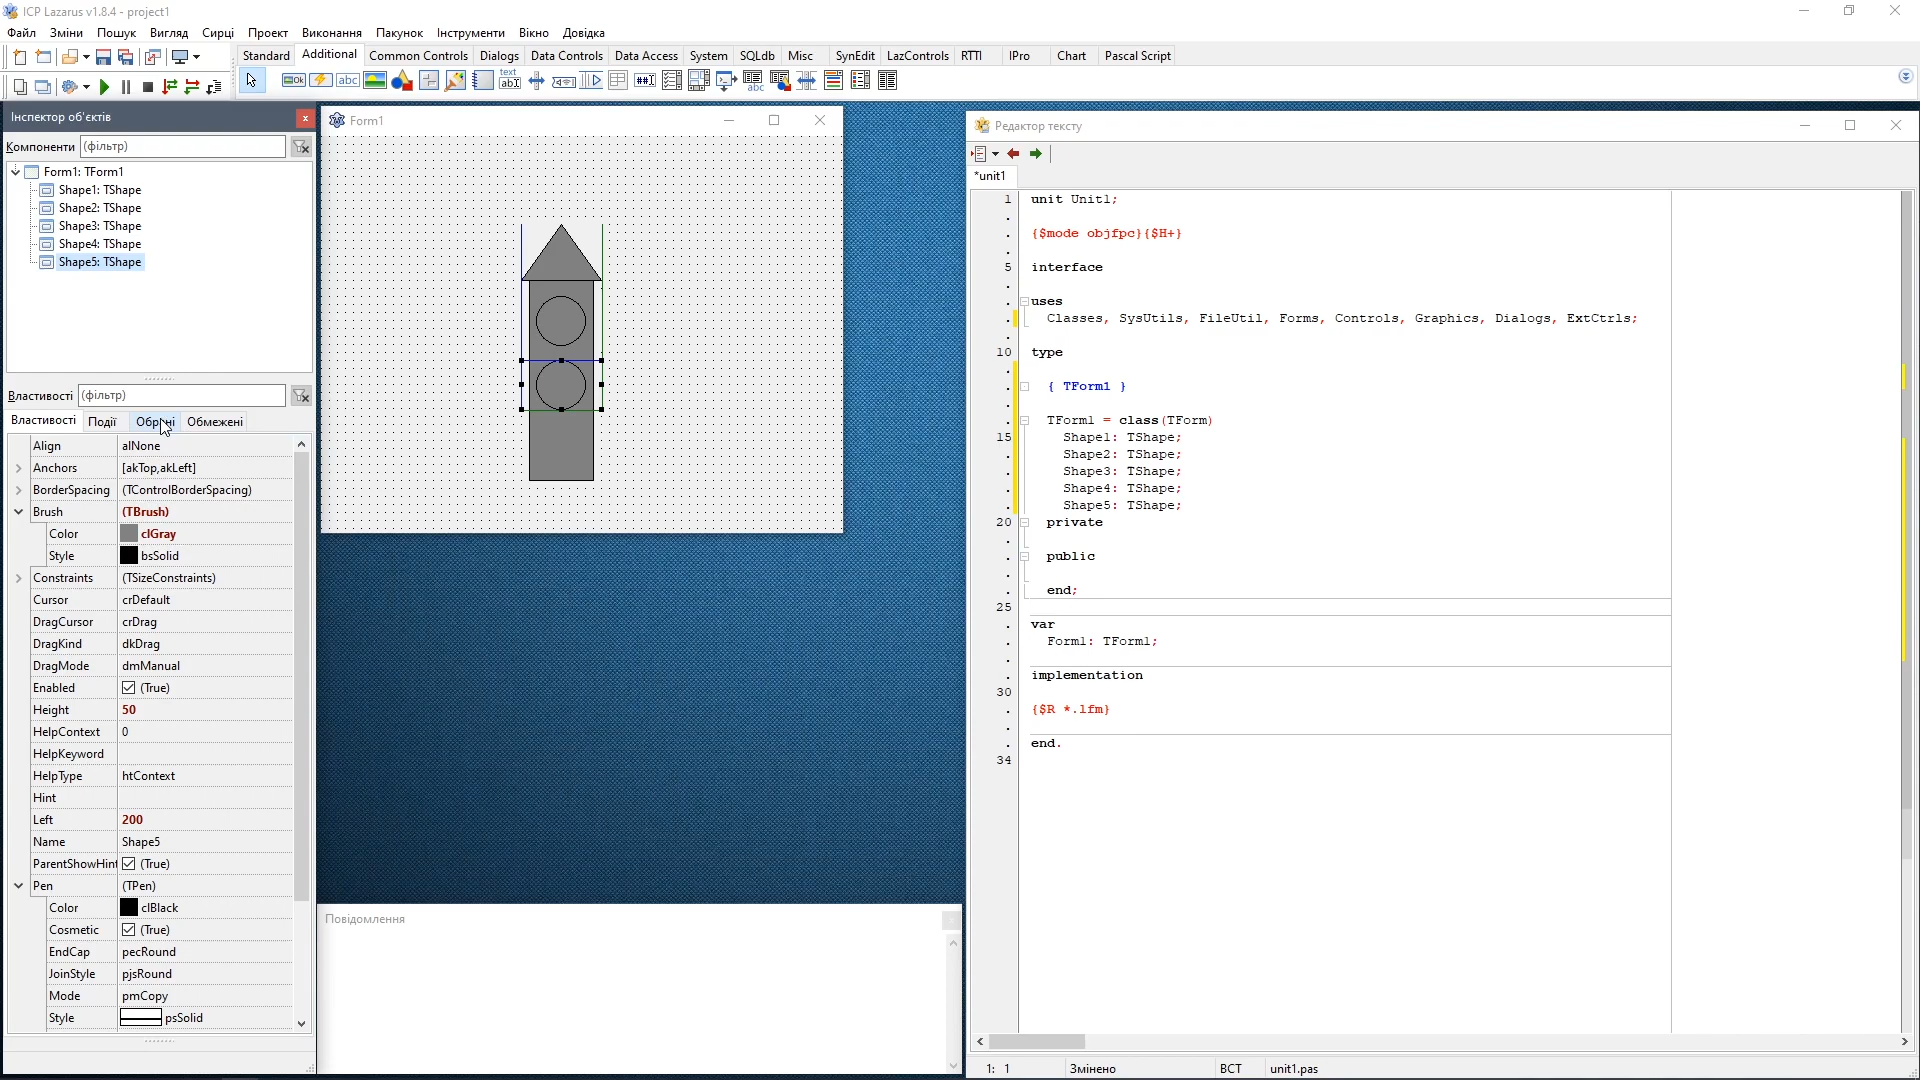 ICP Lazarus v1.8.4 - project1
Файл Зміни Пошук Вигляд Сирці Проект Виконання Пакунок Інструменти Вікно Довідка
Standard Additional Common Controls Dialogs Data Controls Data Access System SQLdb Misc SynEdit LazControls RTTI IPro Chart Pascal Script
Інспектор об'єктів
Компоненти (фільтр)
Form1: TForm1
Shape1: TShape
Shape2: TShape
Shape3: TShape
Shape4: TShape
Shape5: TShape
Властивості (фільтр)
Властивості Події Обрані Обмежені
Align alNone
Anchors [akTop,akLeft]
BorderSpacing (TControlBorderSpacing)
Brush (TBrush)
Color clGray
Style bsSolid
Constraints (TSizeConstraints)
Cursor crDefault
DragCursor crDrag
DragKind dkDrag
DragMode dmManual
Enabled (True)
Height 50
HelpContext 0
HelpKeyword
HelpType htContext
Hint
Left 200
Name Shape5
ParentShowHint (True)
Pen (TPen)
Color clBlack
Cosmetic (True)
EndCap pecRound
JoinStyle pjsRound
Mode pmCopy
Style psSolid
Form1
Повідомлення
Редактор тексту
*unit1
1 unit Unit1;
{$mode objfpc}{$H+}
5 interface
uses
Classes, SysUtils, FileUtil, Forms, Controls, Graphics, Dialogs, ExtCtrls;
10 type
{ TForm1 }
TForm1 = class(TForm)
15 Shape1: TShape;
Shape2: TShape;
Shape3: TShape;
Shape4: TShape;
Shape5: TShape;
20 private
public
end;
25
var
Form1: TForm1;
implementation
30
{$R *.lfm}
end.
34
1: 1 Змінено ВСТ unit1.pas